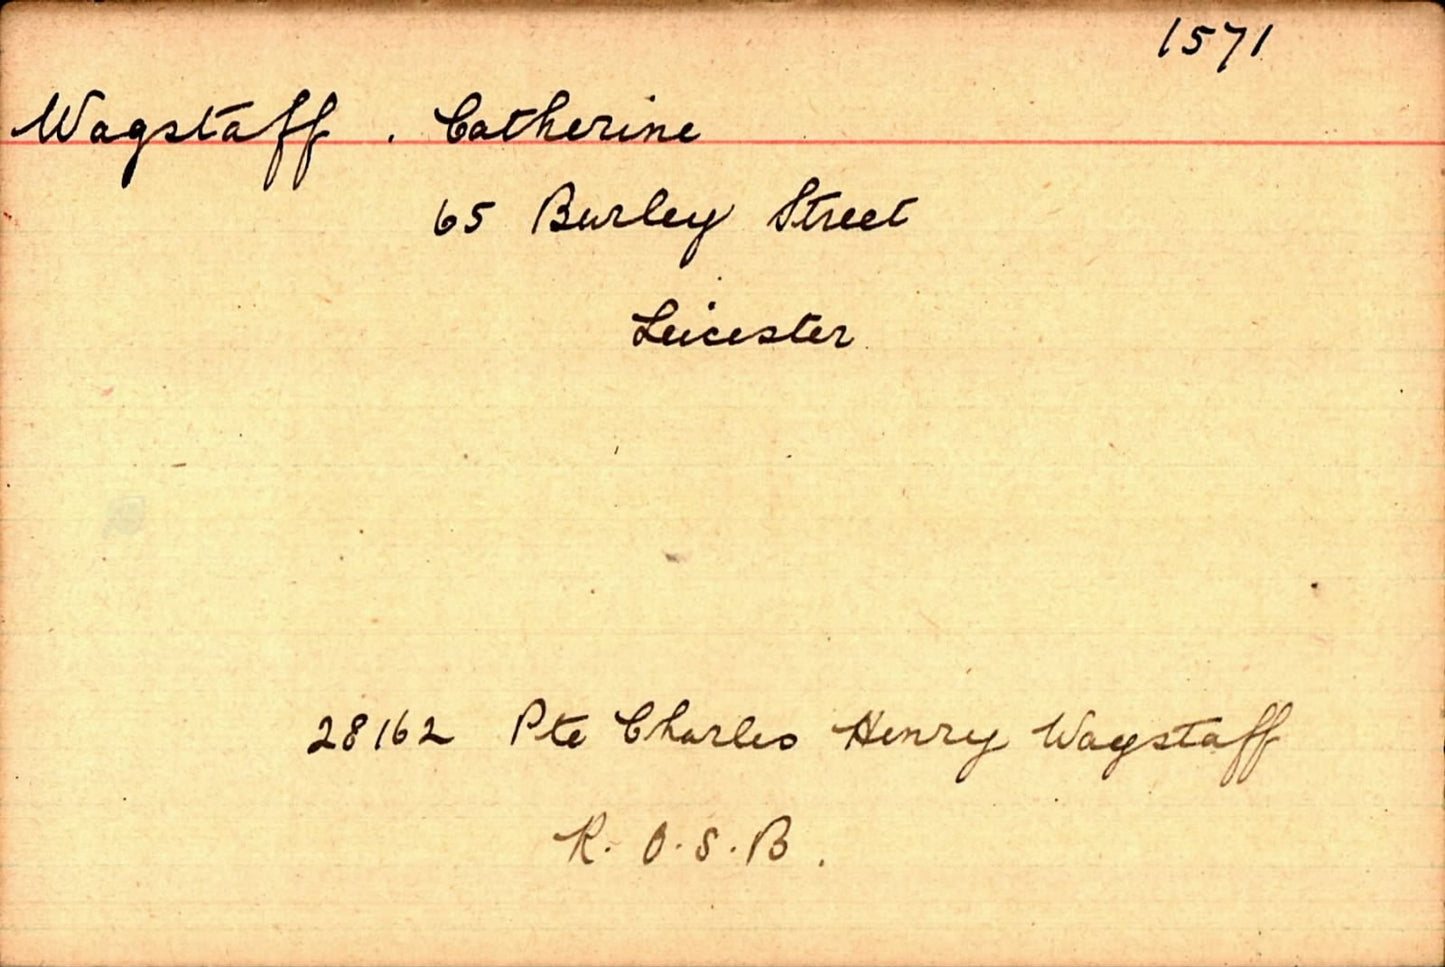 1571
Wagstaff. Catherine
65 Burley Street
Leicester
28162 Pte Charles Henry Wagstaff
K. O. S. B.